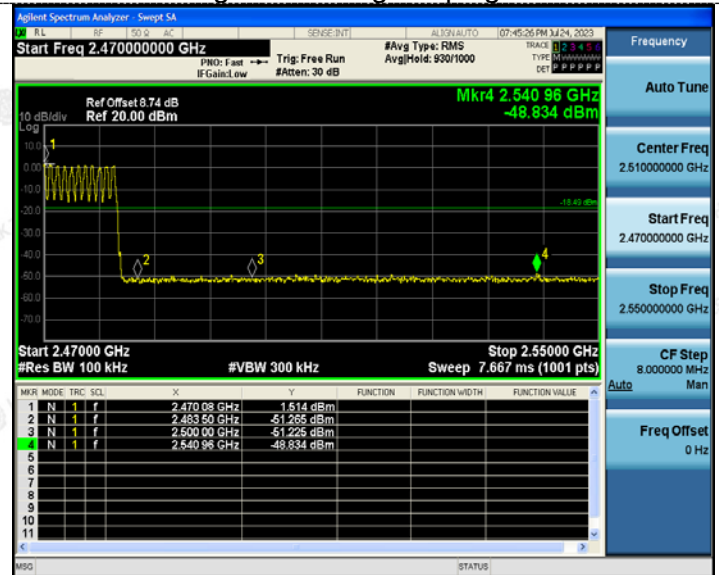 Agilent Spectrum Analyzer - Swept SA
RL RF 50 Ω AC SENSE:INT ALIGNAUTO 07:45:26 PM Jul 24, 2023
Start Freq 2.470000000 GHz
PNO: Fast
IFGain:Low
Trig: Free Run
#Atten: 30 dB
#Avg Type: RMS
Avg|Hold: 930/1000
TRACE 1 2 3 4 5 6
TYPE M W W W W W
DET P P P P P P
Ref Offset 8.74 dB
Ref 20.00 dBm
10 dB/div
Log
Mkr4 2.540 96 GHz
-48.834 dBm
10.0
0.00
-10.0
-20.0
-30.0
-40.0
-50.0
-60.0
-70.0
1
2
3
4
-18.49 dBm
Start 2.47000 GHz Stop 2.55000 GHz
#Res BW 100 kHz #VBW 300 kHz Sweep 7.667 ms (1001 pts)
MKR MODE TRC SCL X Y FUNCTION FUNCTION WIDTH FUNCTION VALUE
1 N 1 f 2.470 08 GHz 1.514 dBm
2 N 1 f 2.483 50 GHz -51.265 dBm
3 N 1 f 2.500 00 GHz -51.225 dBm
4 N 1 f 2.540 96 GHz -48.834 dBm
5
6
7
8
9
10
11
MSG STATUS
Frequency
Auto Tune
Center Freq
2.510000000 GHz
Start Freq
2.470000000 GHz
Stop Freq
2.550000000 GHz
CF Step
8.000000 MHz
Auto Man
Freq Offset
0 Hz